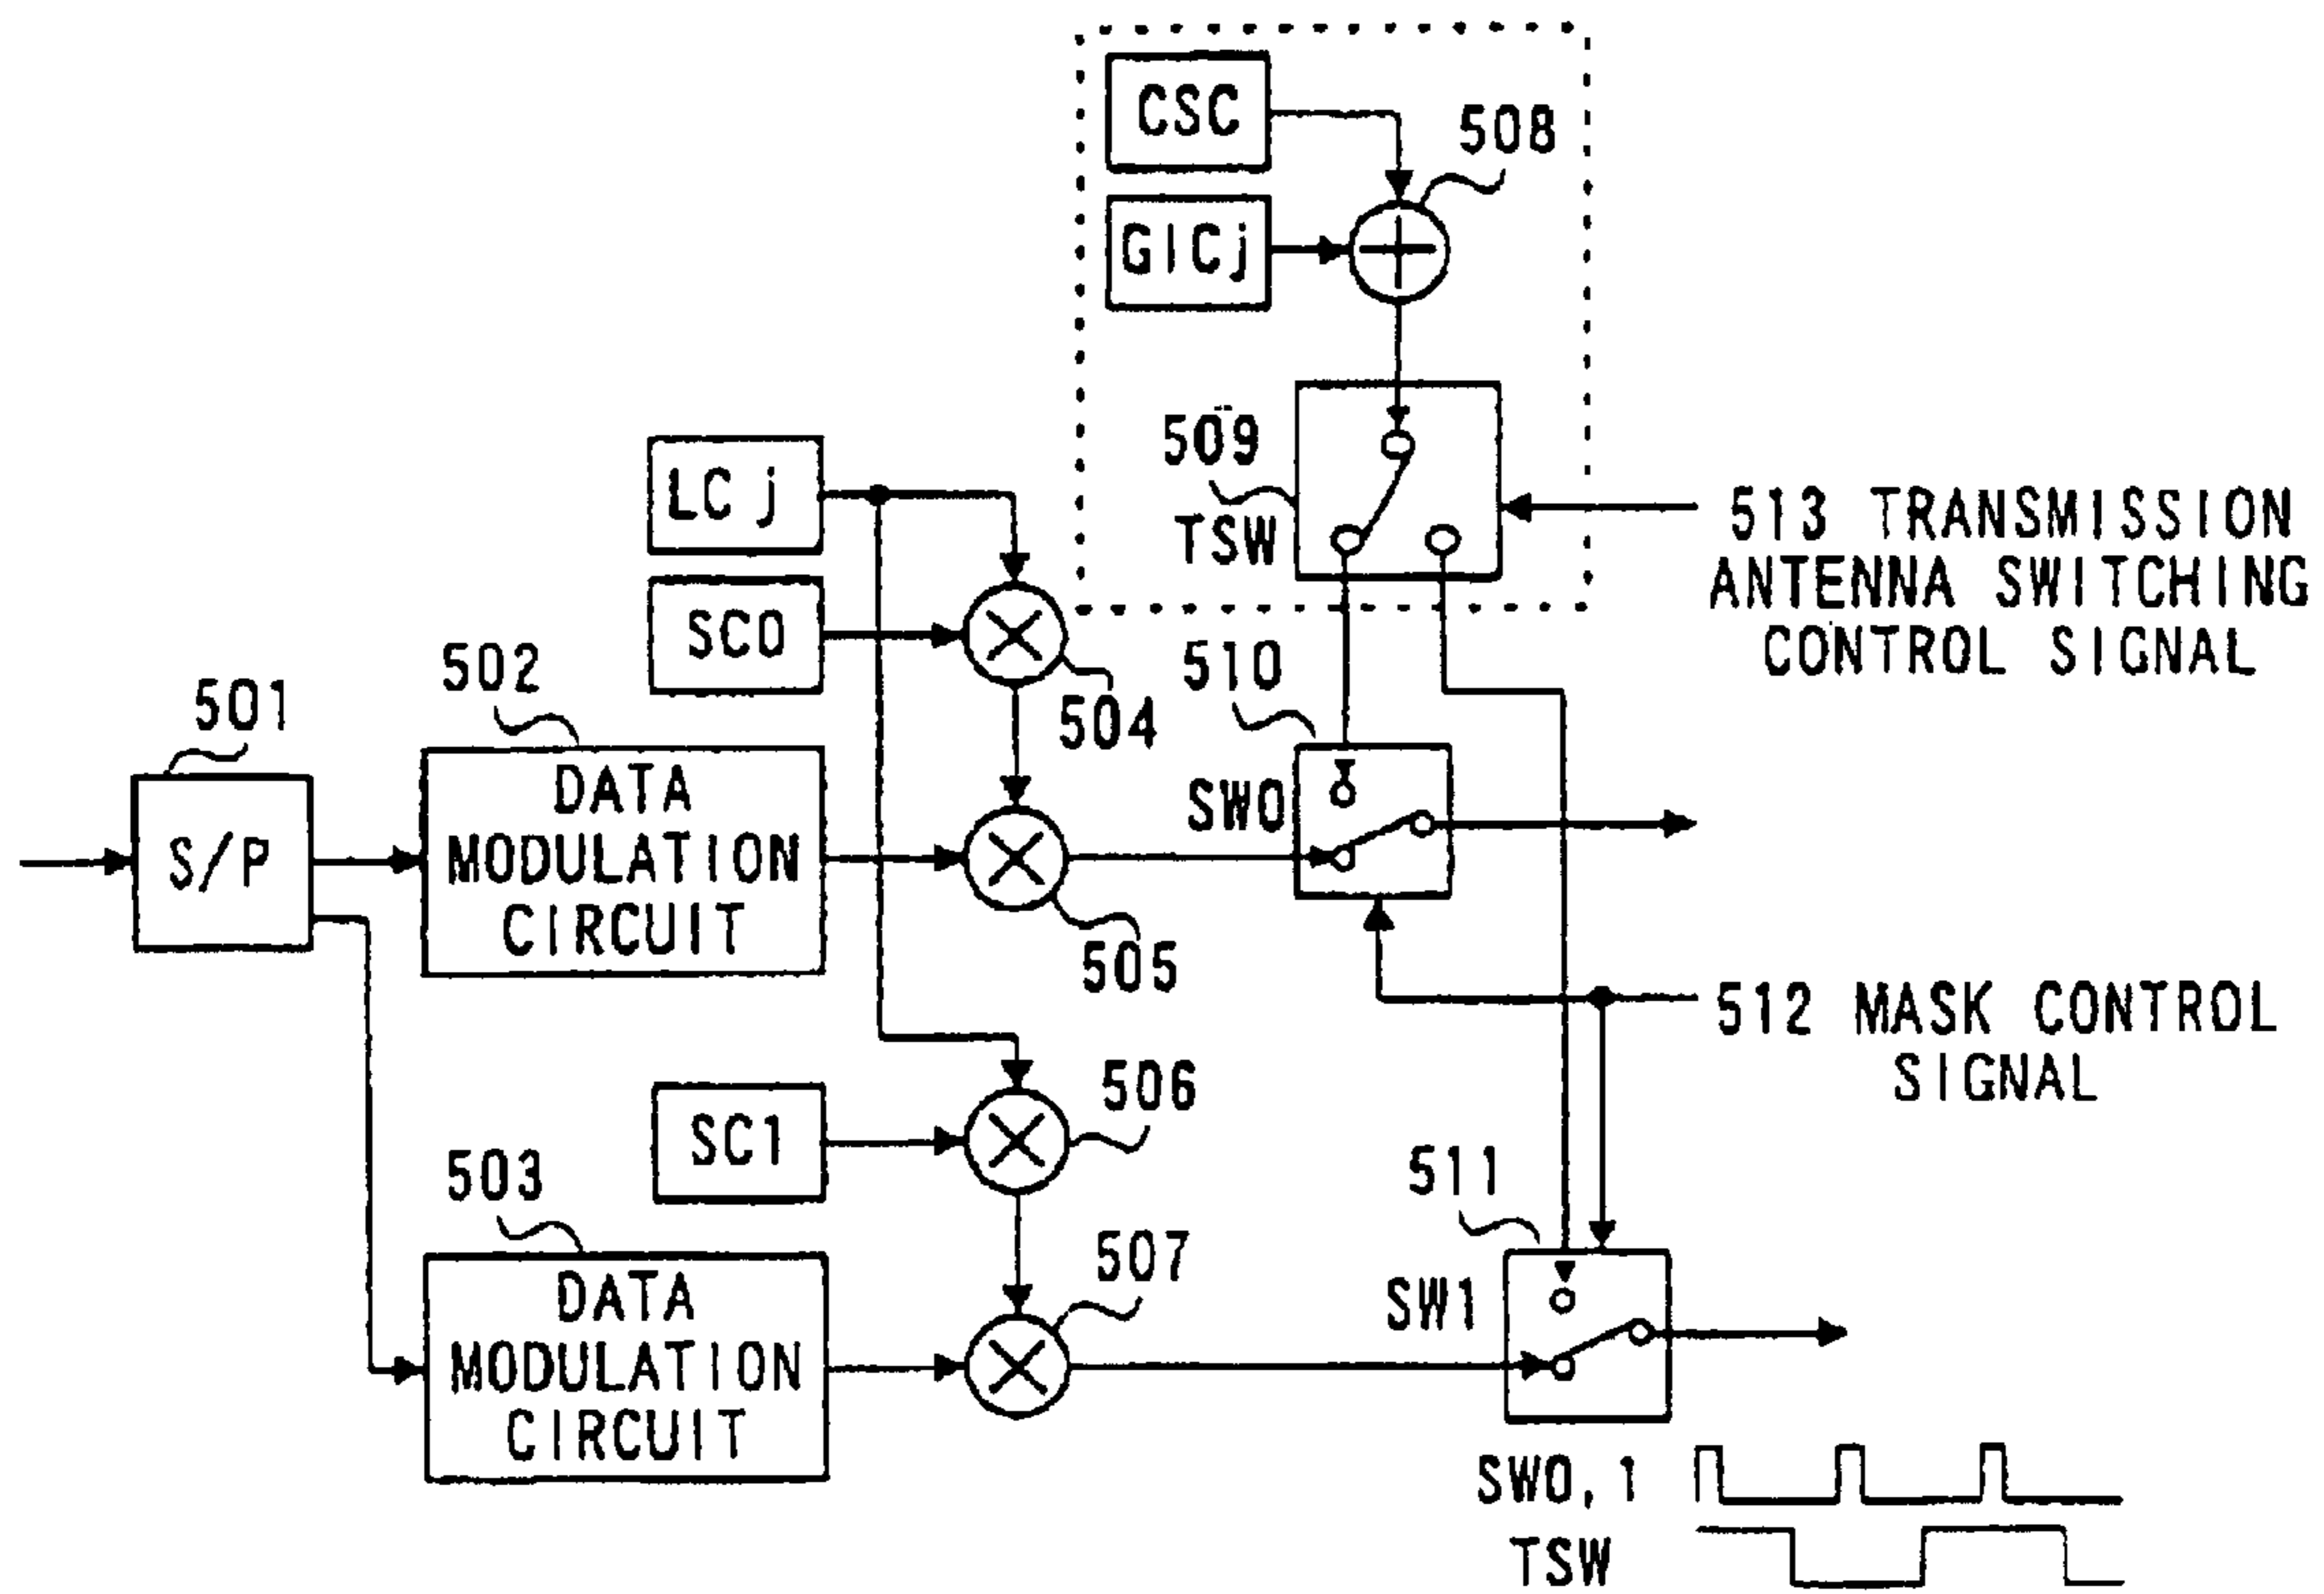 CSC
508
GICj
509
TSW
513 TRANSMISSION
ANTENNA SWITCHING
CONTROL SIGNAL
LCj
SC0
504
510
502
501
S/P
DATA
MODULATION
CIRCUIT
505
SW0
512 MASK CONTROL
SIGNAL
506
SC1
503
511
507
DATA
MODULATION
CIRCUIT
SW1
SW0,1
TSW